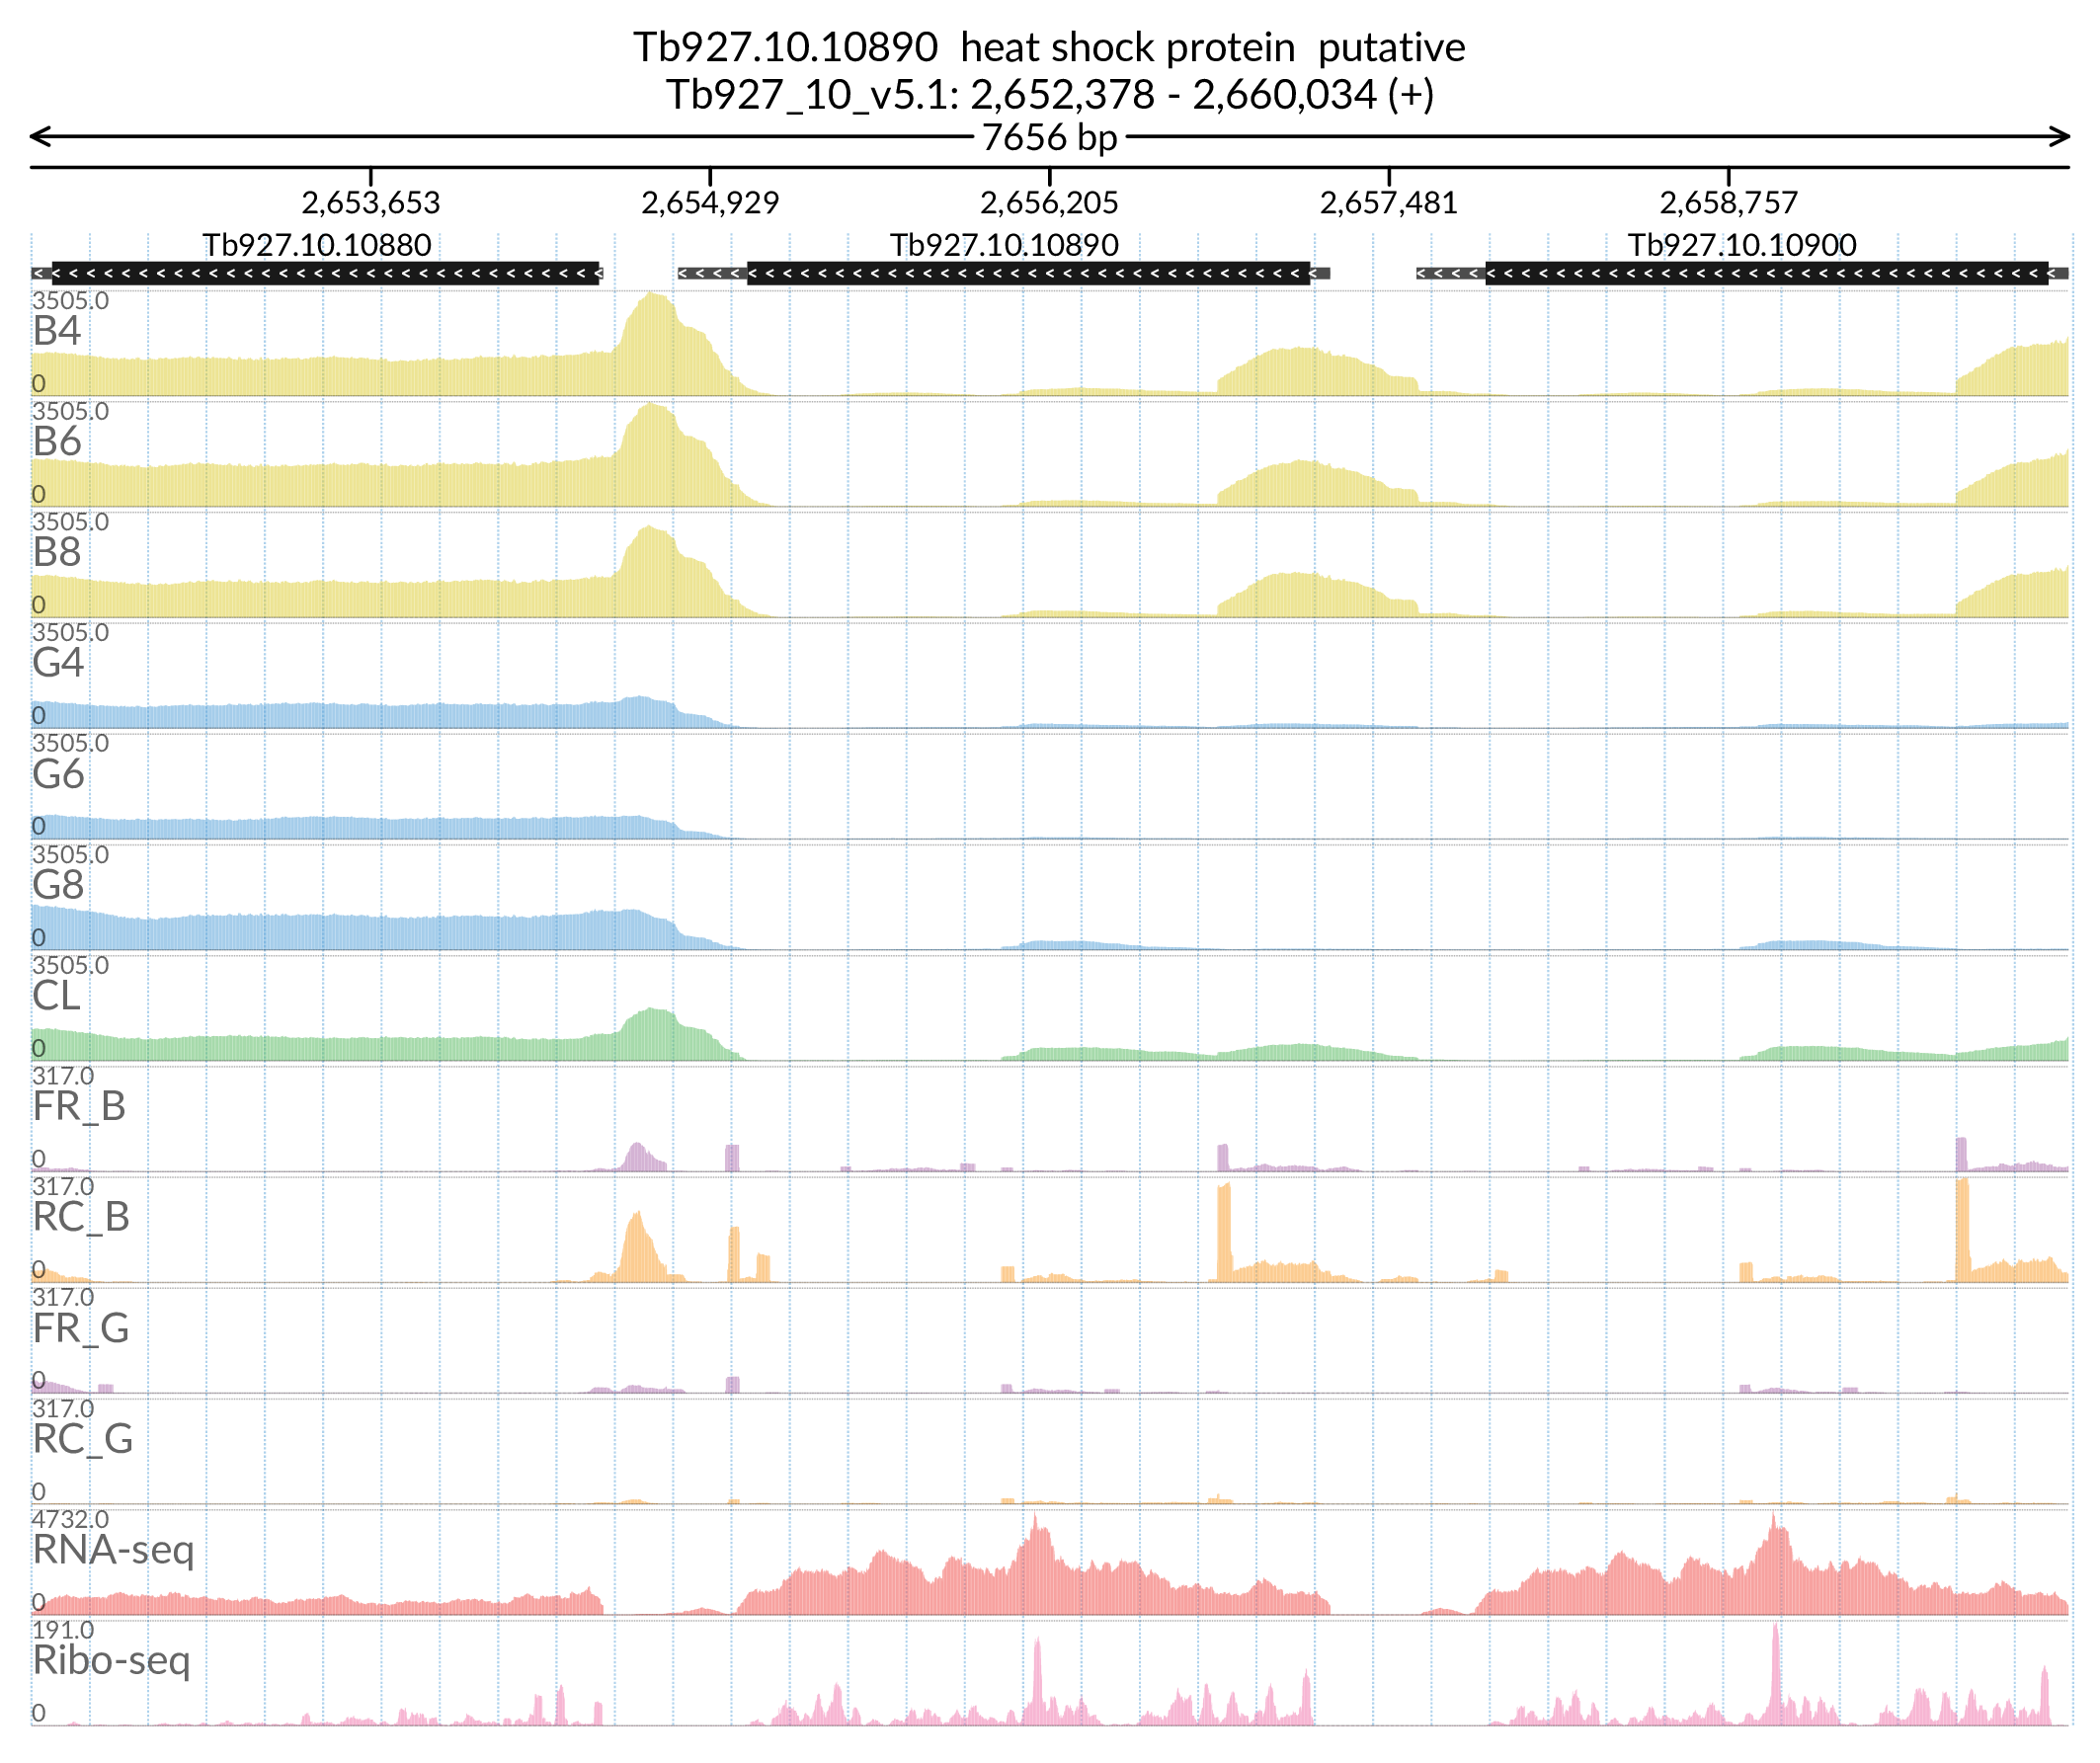 Tb927.10.10890  heat shock protein  putative
Tb927_10_v5.1: 2,652,378 - 2,660,034 (+)
7656 bp
2,653,653 2,654,929 2,656,205 2,657,481 2,658,757
Tb927.10.10880 Tb927.10.10890 Tb927.10.10900
3505.0
B4
0
3505.0
B6
0
3505.0
B8
0
3505.0
G4
0
3505.0
G6
0
3505.0
G8
0
3505.0
CL
0
317.0
FR_B
0
317.0
RC_B
0
317.0
FR_G
0
317.0
RC_G
0
4732.0
RNA-seq
0
191.0
Ribo-seq
0